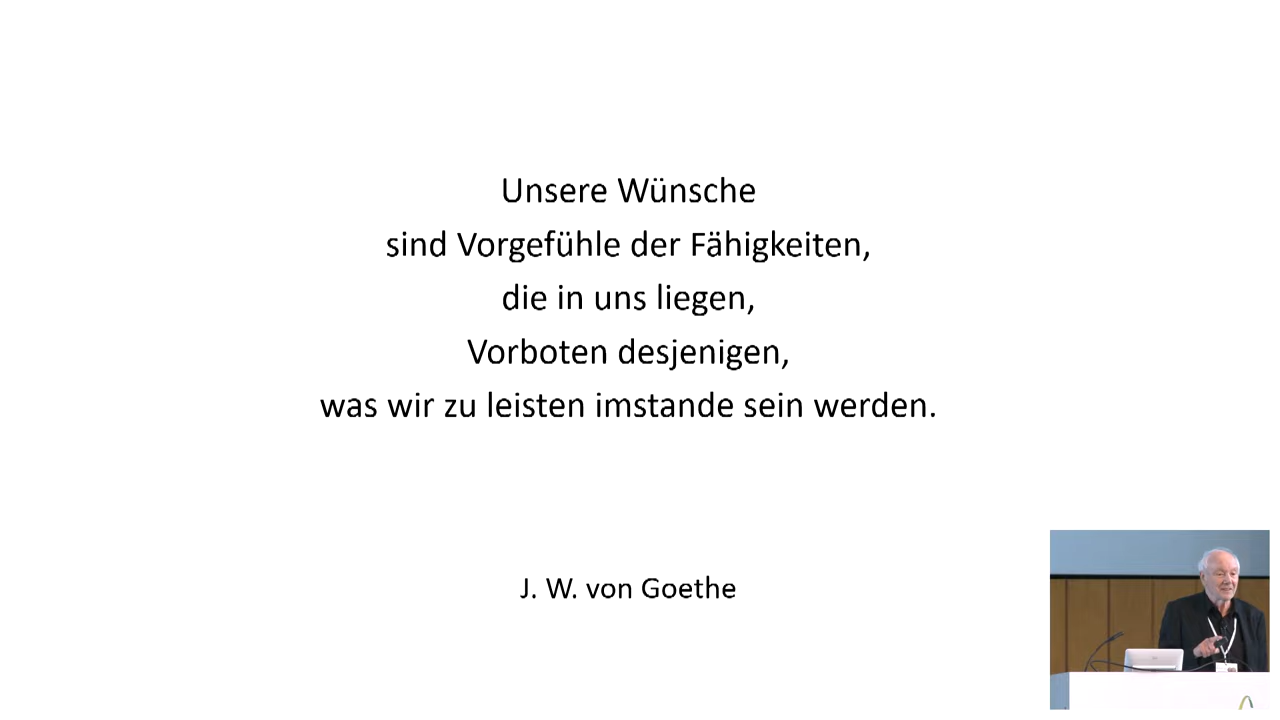 Unsere Wünsche
sind Vorgefühle der Fähigkeiten,
die in uns liegen,
Vorboten desjenigen,
was wir zu leisten imstande sein werden.
J. W. von Goethe